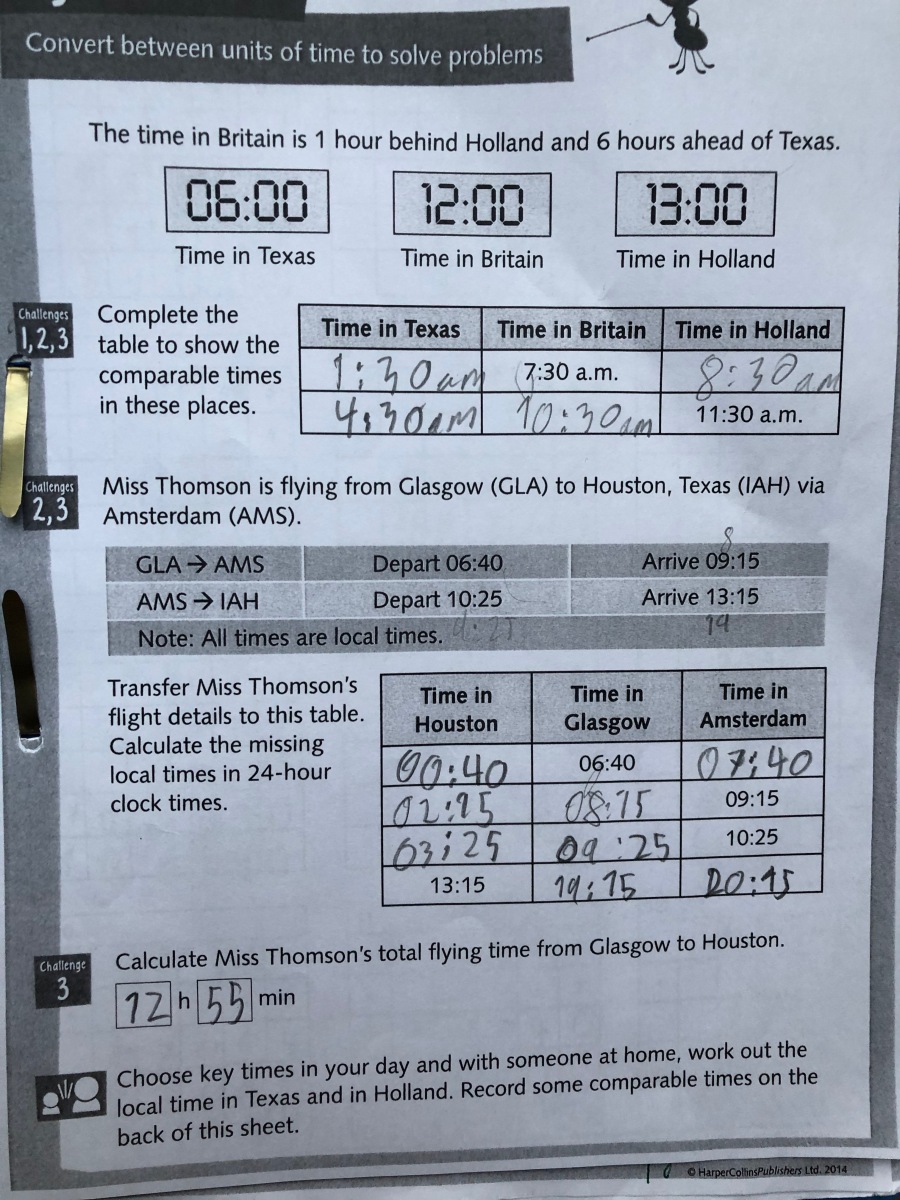 Convert between units of time to solve problems
The time in Britain is 1 hour behind Holland and 6 hours ahead of Texas.
06:00 12:00 13:00
Time in Texas Time in Britain Time in Holland
Challenges
1, 2, 3
Complete the
table to show the
comparable times
in these places.
Time in Texas Time in Britain Time in Holland
1:30am 7:30 a.m. 8:30am
4:30am 10:30am 11:30 a.m.
Challenges
2, 3
Miss Thomson is flying from Glasgow (GLA) to Houston, Texas (IAH) via
Amsterdam (AMS).
8
GLA → AMS Depart 06:40 Arrive 09:15
AMS → IAH Depart 10:25 Arrive 13:15
Note: All times are local times. 19
Transfer Miss Thomson's
flight details to this table.
Calculate the missing
local times in 24-hour
clock times.
Time in Houston Time in Glasgow Time in Amsterdam
00:40 06:40 07:40
02:15 08:15 09:15
03:25 09:25 10:25
13:15 19:15 20:15
Challenge
3
Calculate Miss Thomson's total flying time from Glasgow to Houston.
12 h 55 min
Choose key times in your day and with someone at home, work out the
local time in Texas and in Holland. Record some comparable times on the
back of this sheet.
© HarperCollinsPublishers Ltd. 2014